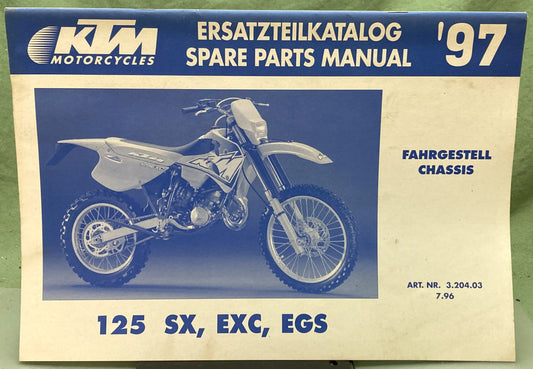 KTM
MOTORCYCLES
ERSATZTEILKATALOG
SPARE PARTS MANUAL
'97
KTM
FAHRGESTELL
CHASSIS
ART. NR. 3.204.03
7.96
125 SX, EXC, EGS